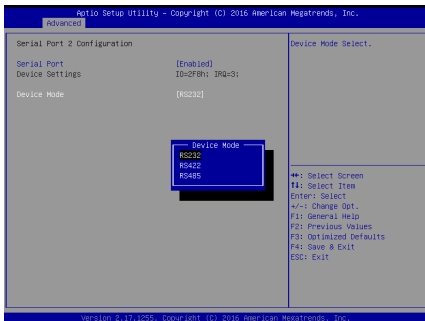 Aptio Setup Utility – Copyright (C) 2016 American Megatrends, Inc.
Advanced
Serial Port 2 Configuration
Serial Port [Enabled]
Device Settings IO=2F8h; IRQ=3;
Device Mode [RS232]
Device Mode
RS232
RS422
RS485
Device Mode Select.
→←: Select Screen
↑↓: Select Item
Enter: Select
+/-: Change Opt.
F1: General Help
F2: Previous Values
F3: Optimized Defaults
F4: Save & Exit
ESC: Exit
Version 2.17.1255. Copyright (C) 2016 American Megatrends, Inc.